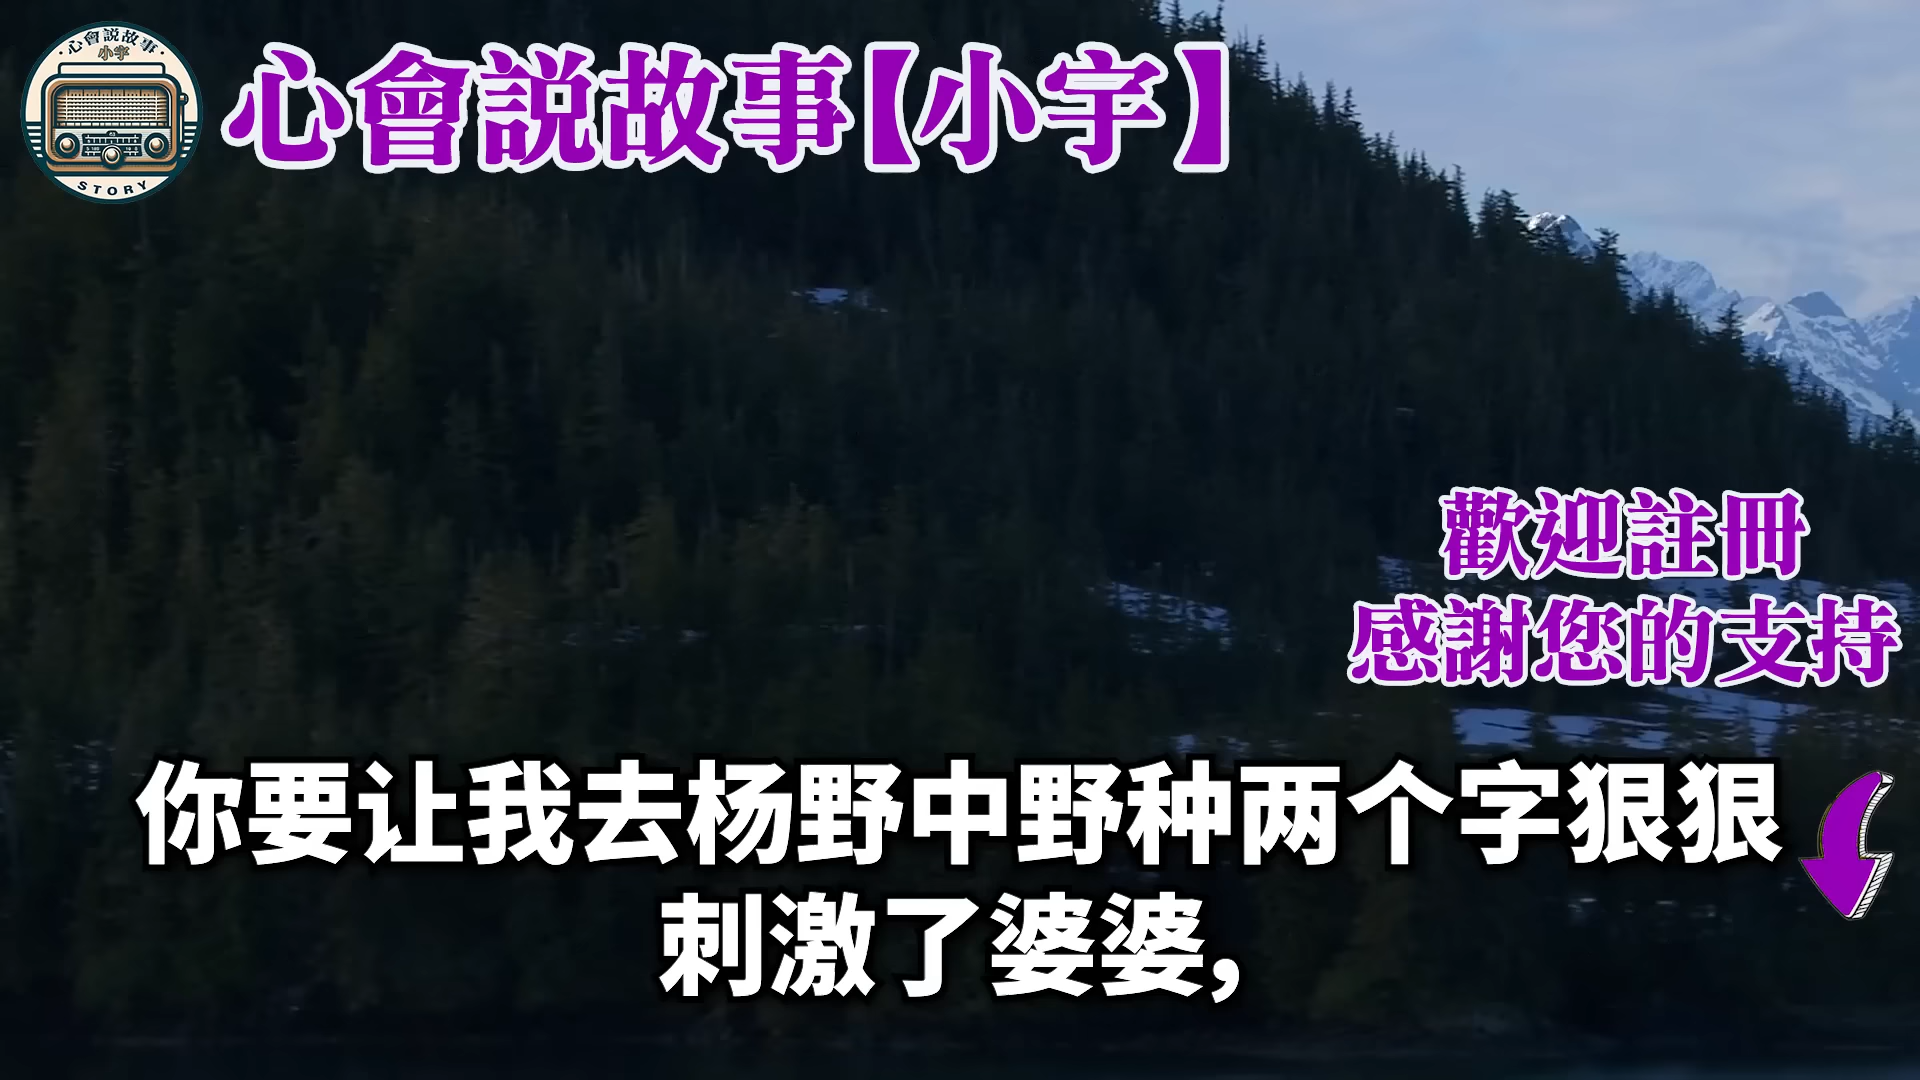 心會説故事
小宇
STORY
心會説故事【小宇】
歡迎註冊
感謝您的支持
你要让我去杨野中野种两个字狠狠
刺激了婆婆,